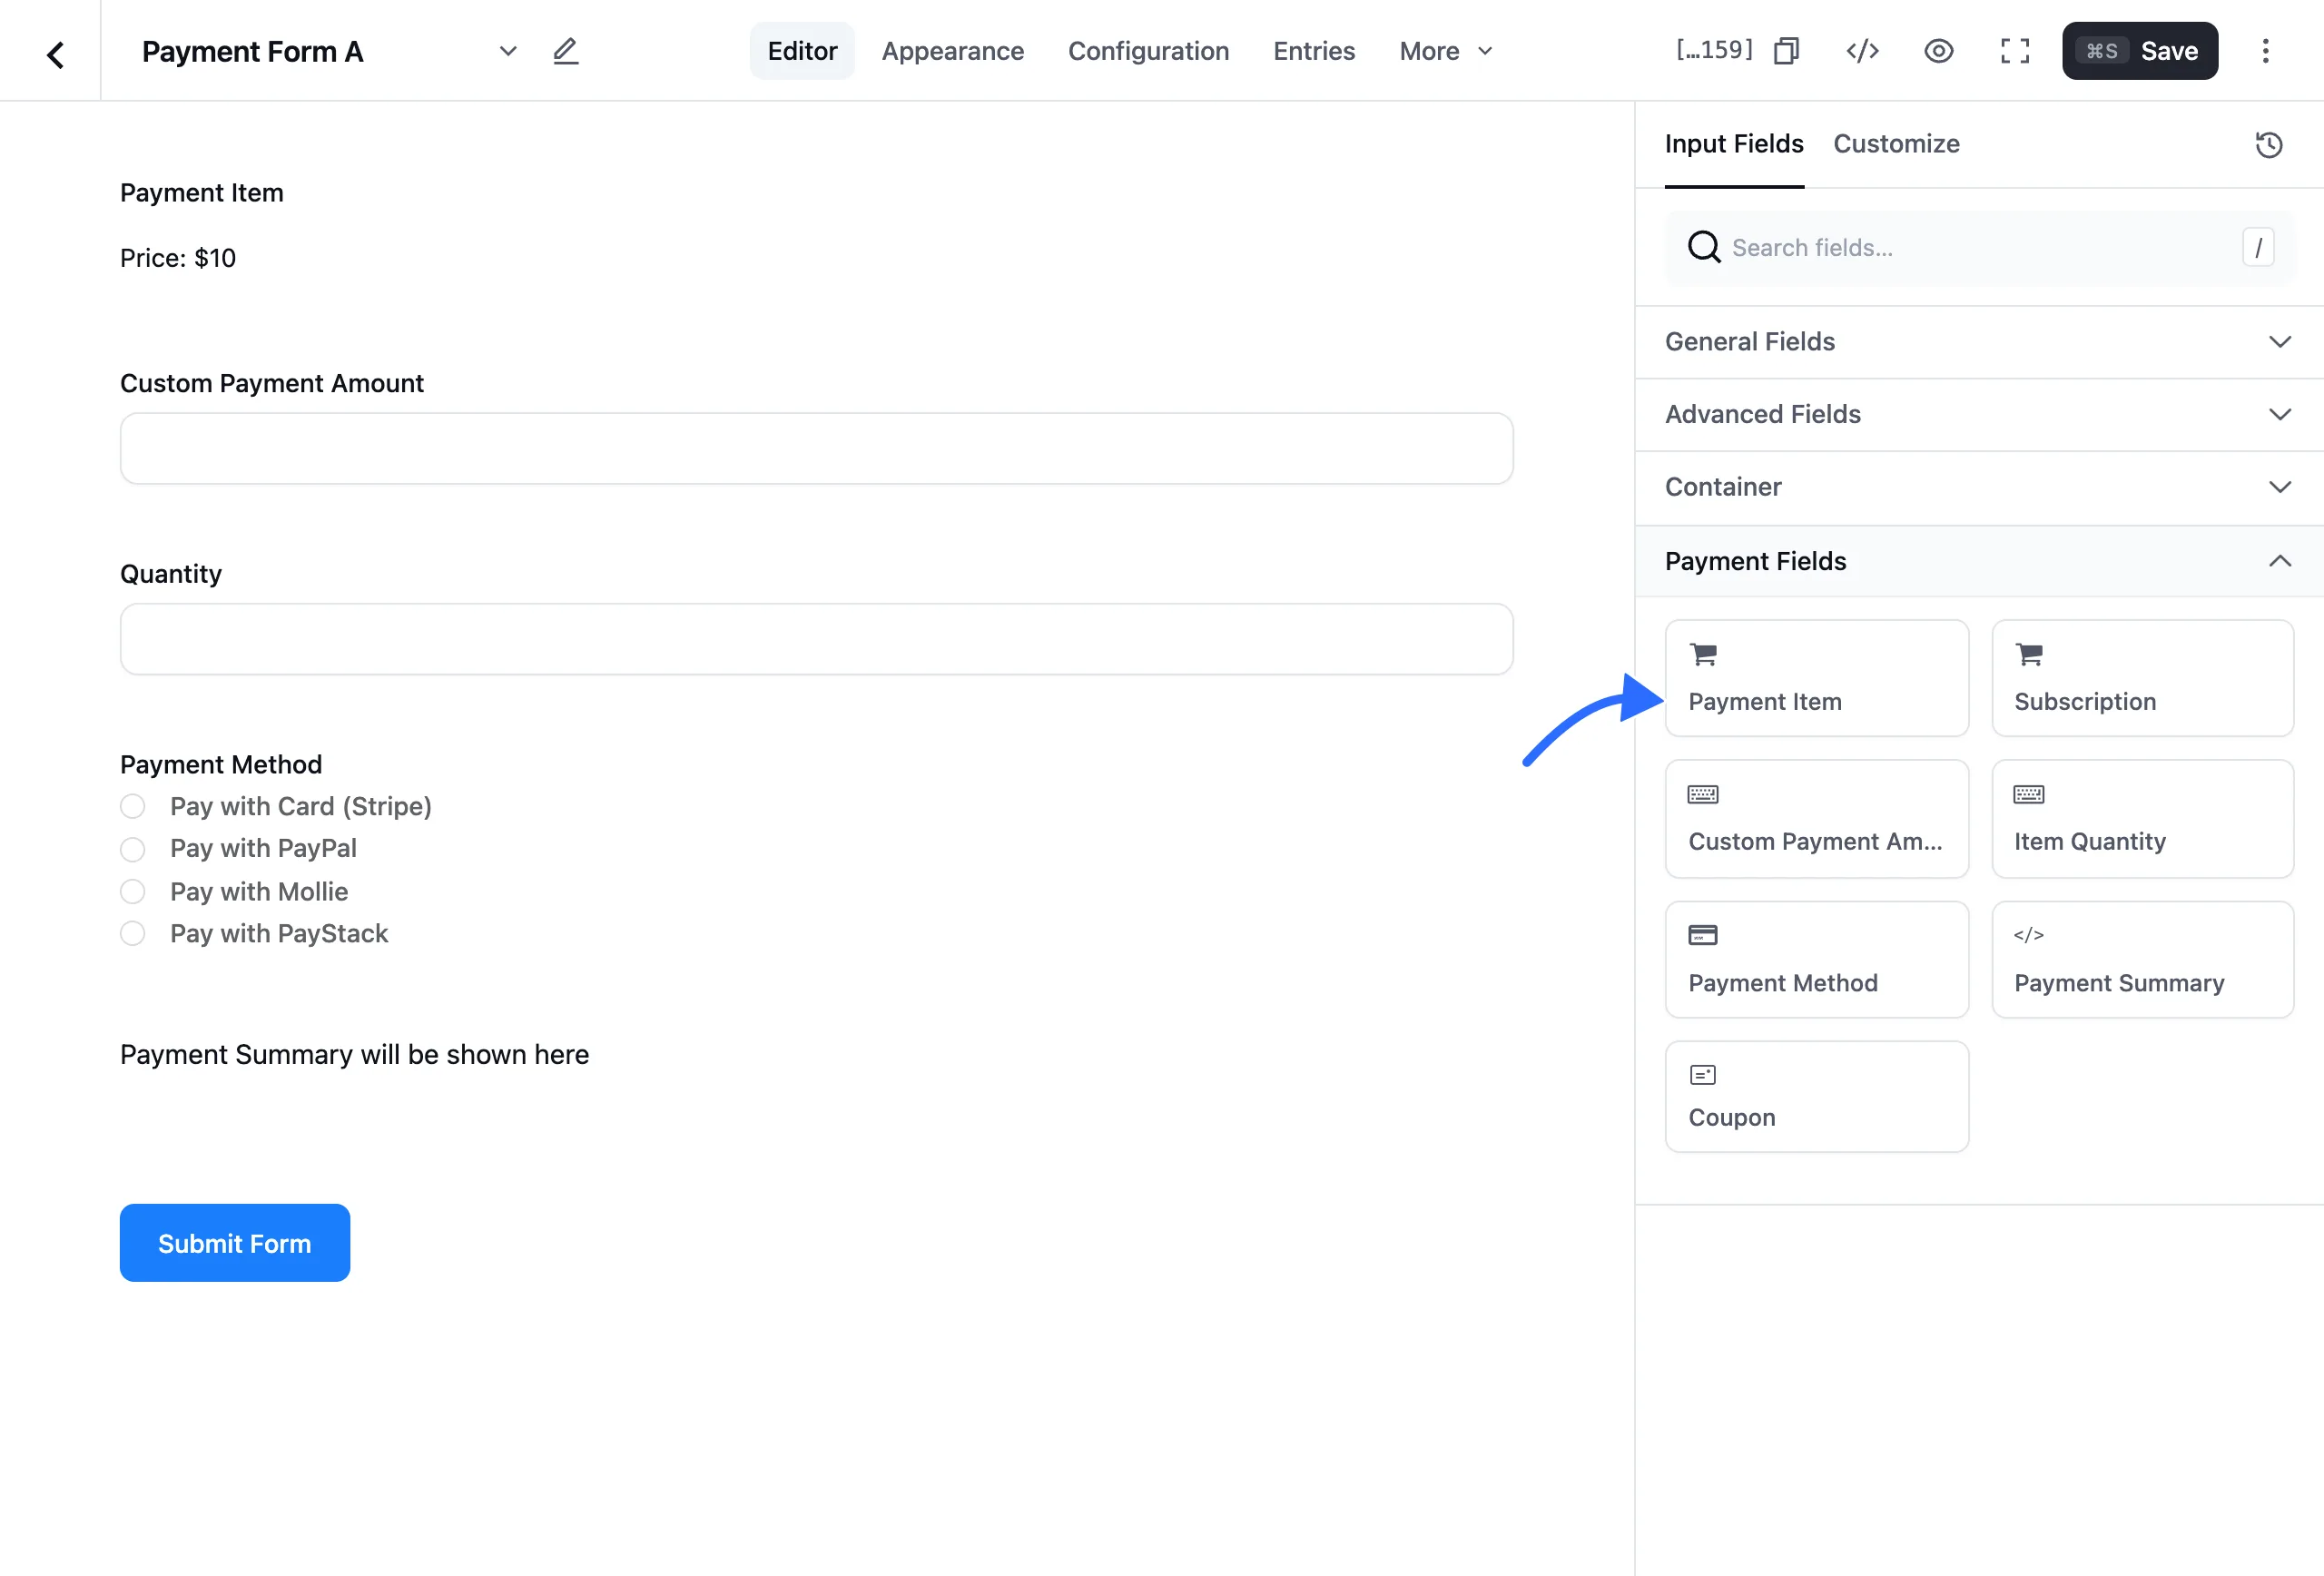 Payment Form A
Editor
Appearance
Configuration
Entries
More
[…159]
⌘S Save
Payment Item
Price: $10
Custom Payment Amount
Quantity
Payment Method
Pay with Card (Stripe)
Pay with PayPal
Pay with Mollie
Pay with PayStack
Payment Summary will be shown here
Submit Form
Input Fields
Customize
Search fields...
/
General Fields
Advanced Fields
Container
Payment Fields
Payment Item
Subscription
Custom Payment Am...
Item Quantity
Payment Method
Payment Summary
Coupon